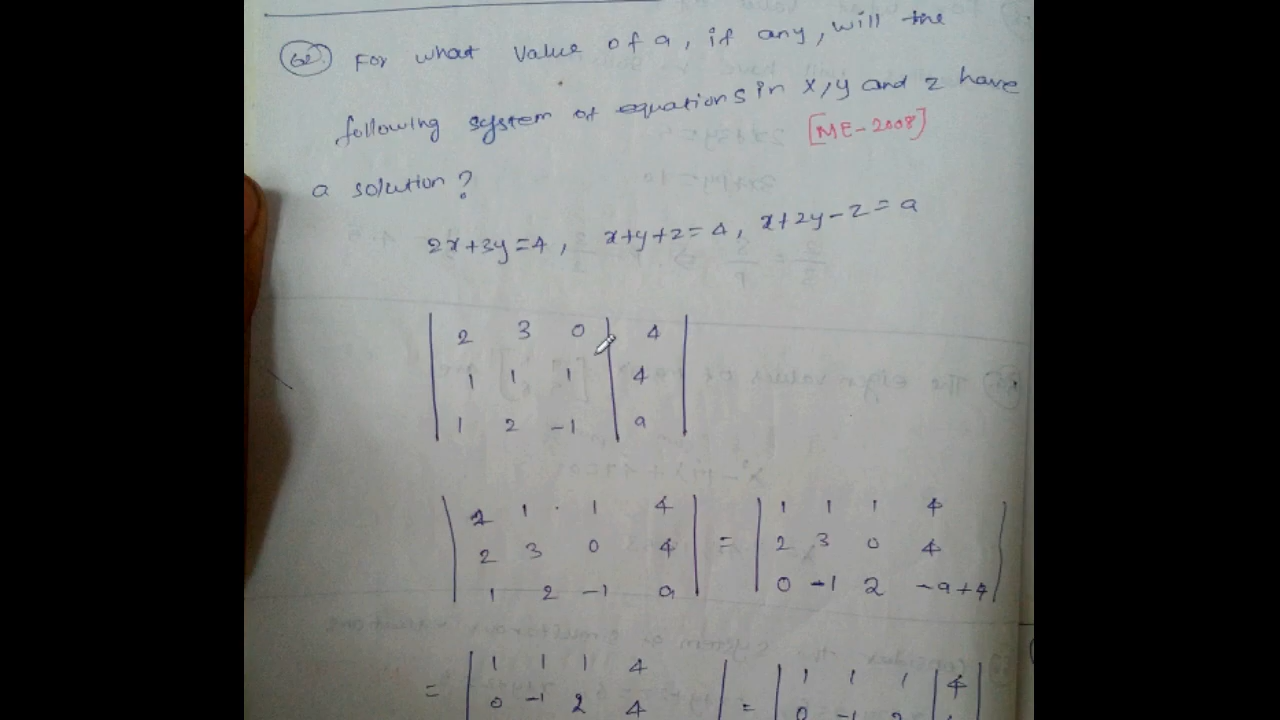 62. For what value of a, if any, will the
following system of equations in x, y and z have
[ME-2008]
a solution?
2x+3y=4, x+y+z=4, x+2y-z=a
2 3 0 4
1 1 1 4
1 2 -1 a
1 1 1 4 = 1 1 1 4
2 3 0 4 2 3 0 4
1 2 -1 a 0 -1 2 -a+4
= 1 1 1 4 = 1 1 1 4
0 -1 2 4 0 -1 2